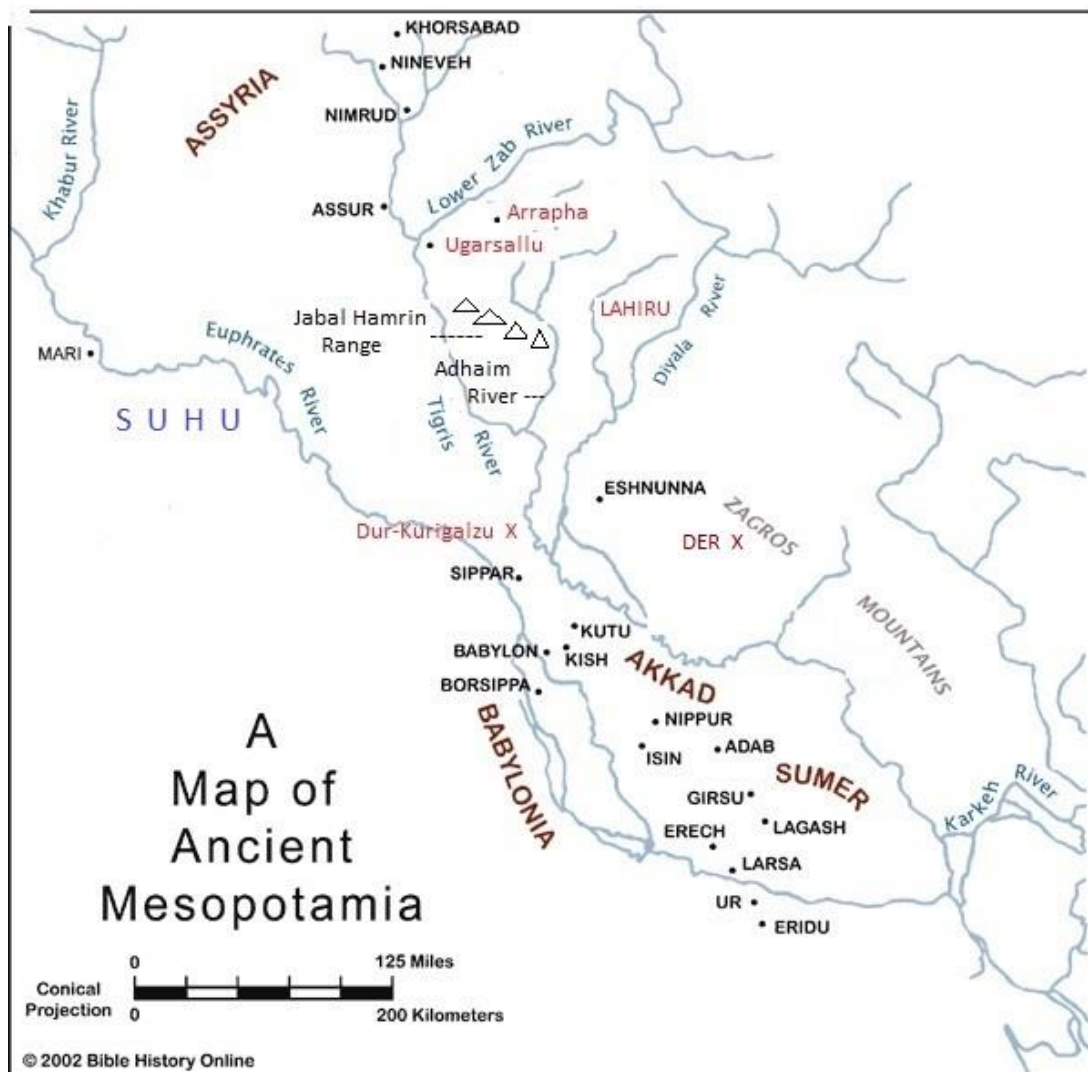 KHORSABAD
NINEVEH
NIMRUD
ASSYRIA
Khabur River
Lower Zab River
ASSUR
Arrapha
Ugarsallu
Jabal Hamrin
Range
LAHIRU
Diyala River
MARI
Euphrates River
Adhaim
River
Tigris River
SUHU
ESHNUNNA
ZAGROS
MOUNTAINS
Dur-Kurigalzu X
DER X
SIPPAR
KUTU
BABYLON
KISH
AKKAD
BORSIPPA
BABYLONIA
NIPPUR
ISIN
ADAB
SUMER
GIRSU
LAGASH
ERECH
LARSA
UR
ERIDU
Karkeh River
A
Map of
Ancient
Mesopotamia
0 125 Miles
Conical
Projection
0 200 Kilometers
© 2002 Bible History Online